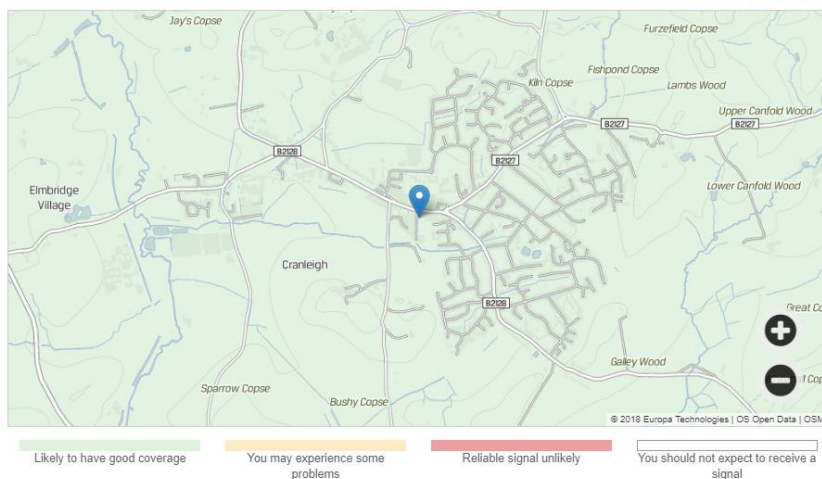 Jay's Copse
Furzefield Copse
Fishpond Copse
Kiln Copse
Lambs Wood
Upper Canfold Wood
B2127
B2127
B2128
B2127
Elmbridge
Village
Lower Canfold Wood
Cranleigh
B2128
Great Co
Galley Wood
Sparrow Copse
Bushy Copse
© 2018 Europa Technologies | OS Open Data | OSM
Likely to have good coverage
You may experience some
problems
Reliable signal unlikely
You should not expect to receive a
signal